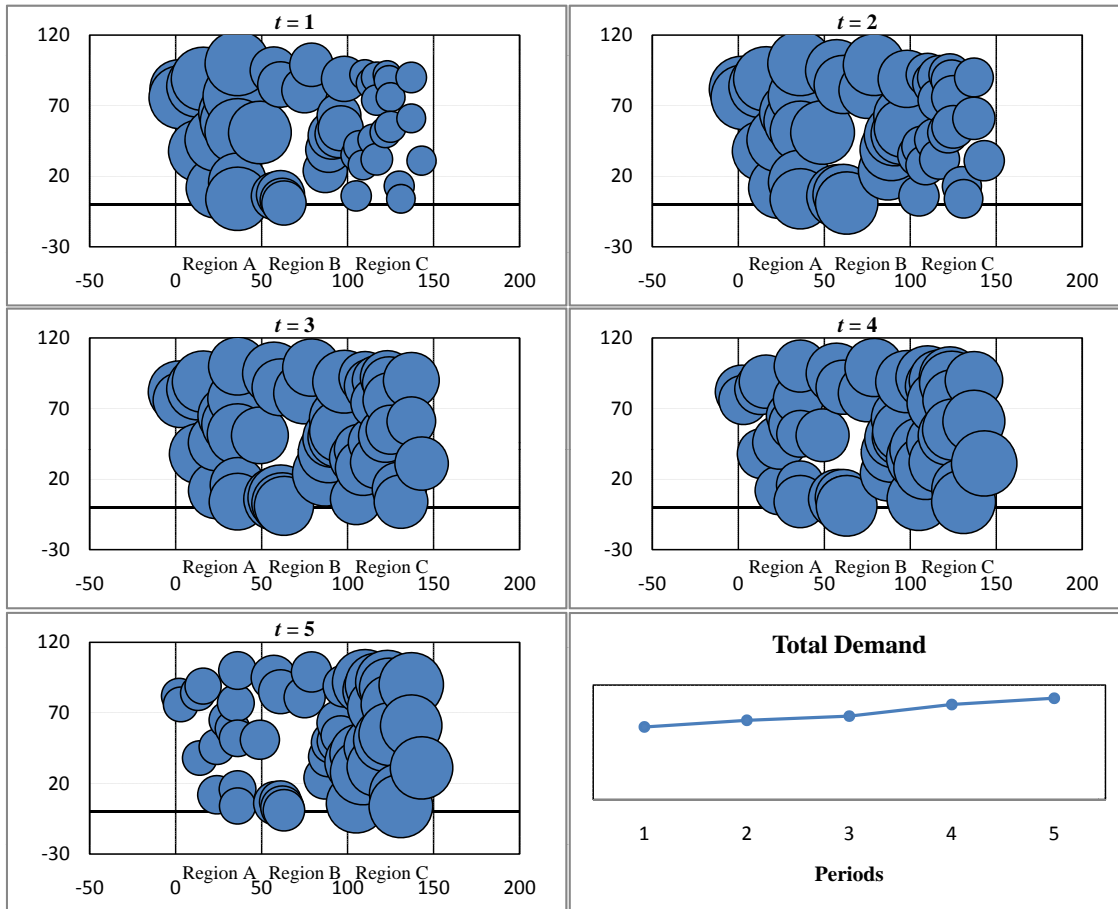 t = 1
120
70
20
-30
Region A Region B Region C
-50 0 50 100 150 200
t = 2
120
70
20
-30
Region A Region B Region C
-50 0 50 100 150 200
t = 3
120
70
20
-30
Region A Region B Region C
-50 0 50 100 150 200
t = 4
120
70
20
-30
Region A Region B Region C
-50 0 50 100 150 200
t = 5
120
70
20
-30
Region A Region B Region C
-50 0 50 100 150 200
Total Demand
1 2 3 4 5
Periods